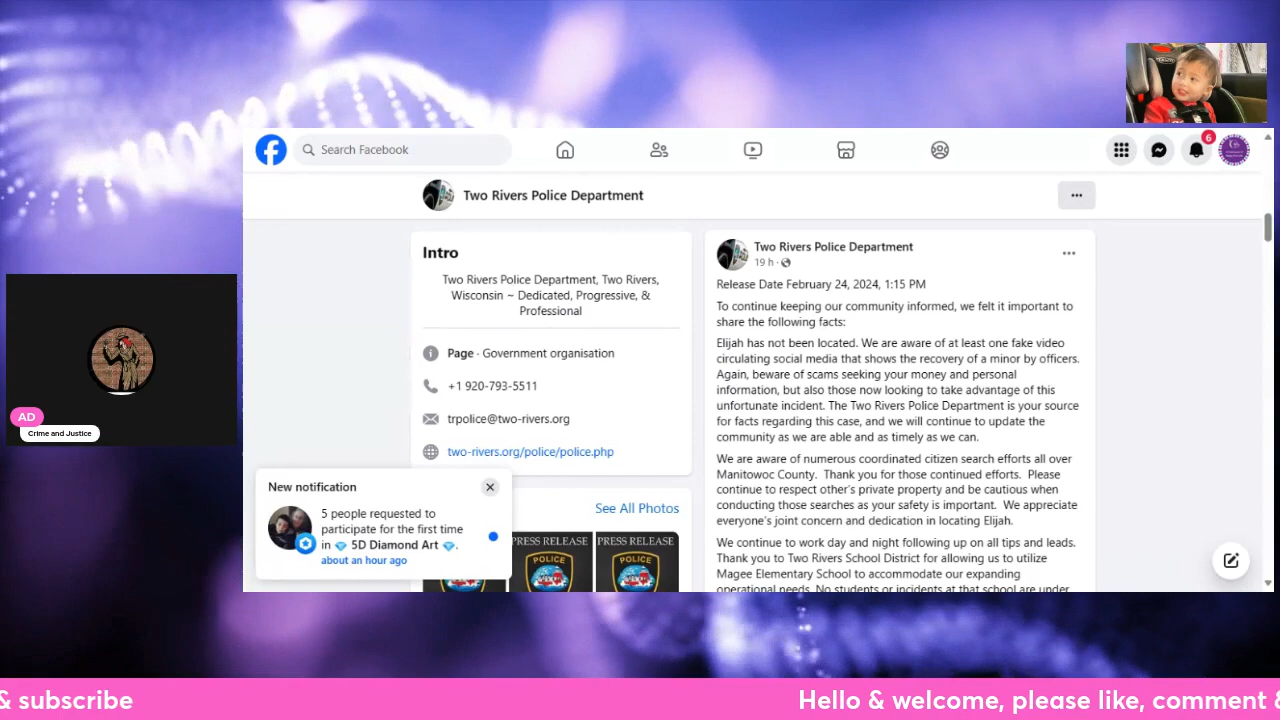 Search Facebook
6
Two Rivers Police Department
Intro
Two Rivers Police Department, Two Rivers,
Wisconsin ~ Dedicated, Progressive, &
Professional
Page · Government organisation
+1 920-793-5511
trpolice@two-rivers.org
two-rivers.org/police/police.php
See All Photos
PRESS RELEASE
POLICE
PRESS RELEASE
POLICE
New notification
5 people requested to
participate for the first time
in 💎 5D Diamond Art 💎.
about an hour ago
Two Rivers Police Department
19 h ·
Release Date February 24, 2024, 1:15 PM
To continue keeping our community informed, we felt it important to
share the following facts:
Elijah has not been located. We are aware of at least one fake video
circulating social media that shows the recovery of a minor by officers.
Again, beware of scams seeking your money and personal
information, but also those now looking to take advantage of this
unfortunate incident. The Two Rivers Police Department is your source
for facts regarding this case, and we will continue to update the
community as we are able and as timely as we can.
We are aware of numerous coordinated citizen search efforts all over
Manitowoc County.  Thank you for those continued efforts.  Please
continue to respect other's private property and be cautious when
conducting those searches as your safety is important.  We appreciate
everyone's joint concern and dedication in locating Elijah.
We continue to work day and night following up on all tips and leads.
Thank you to Two Rivers School District for allowing us to utilize
Magee Elementary School to accommodate our expanding
operational needs. No students or incidents at that school are under
AD
Crime and Justice
& subscribe
Hello & welcome, please like, comment &